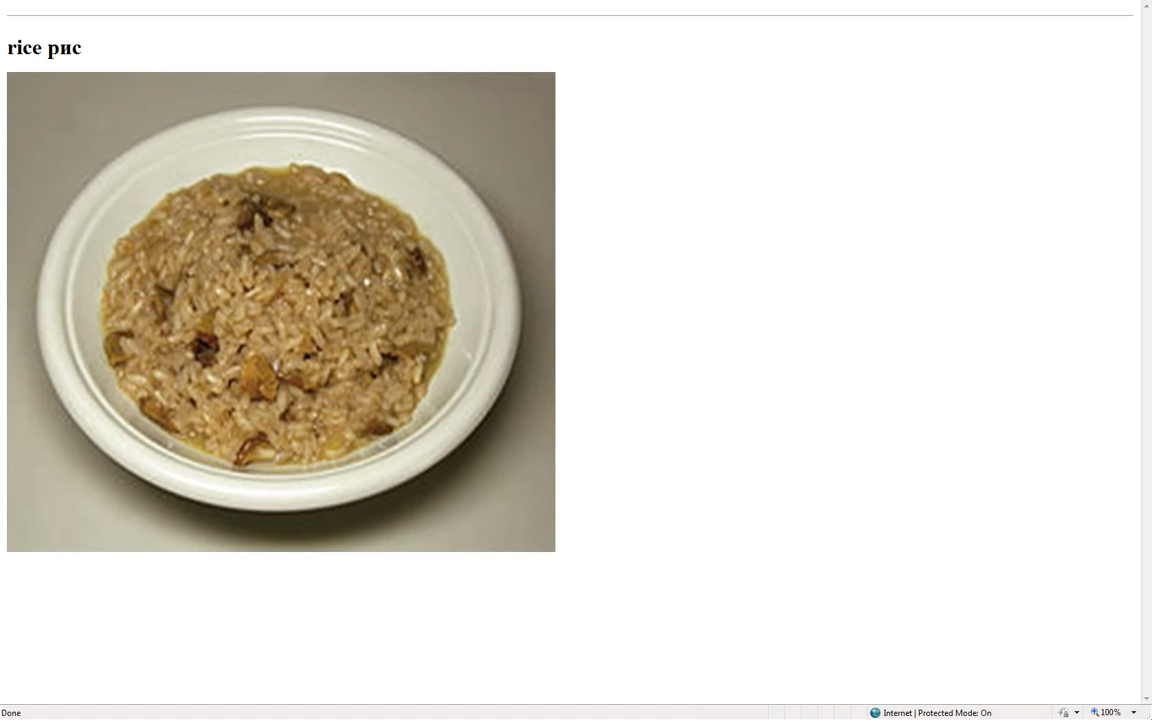 rice рис
Done
Internet | Protected Mode: On
100%